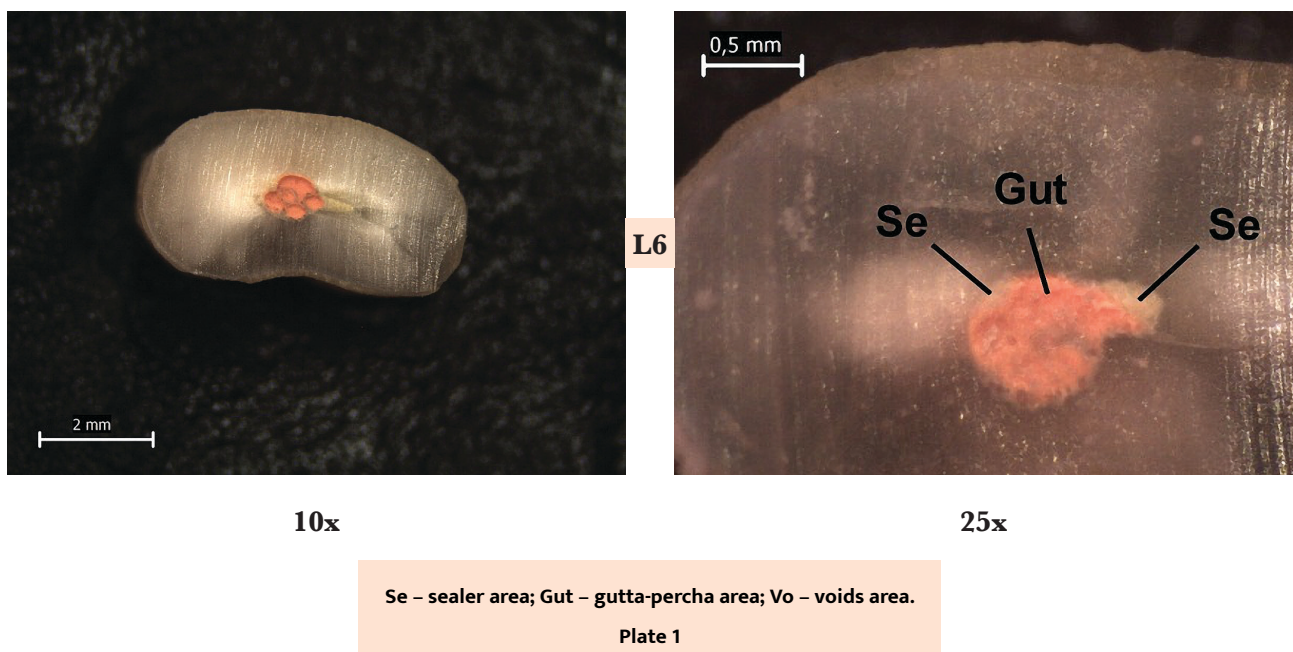 0,5 mm
Gut
Se
Se
L6
2 mm
10x
25x
Se – sealer area; Gut – gutta-percha area; Vo – voids area.
Plate 1